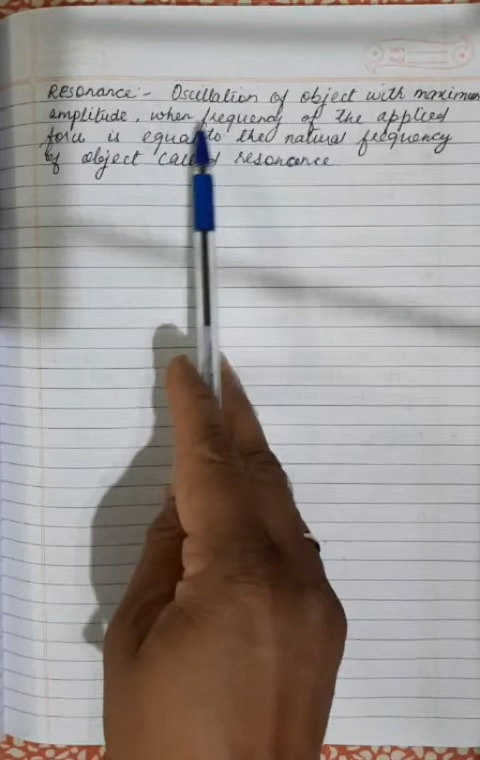 Resonance:- Oscillation of object with maximum
amplitude, when frequency of the applied
force is equal to the natural frequency
of object called resonance